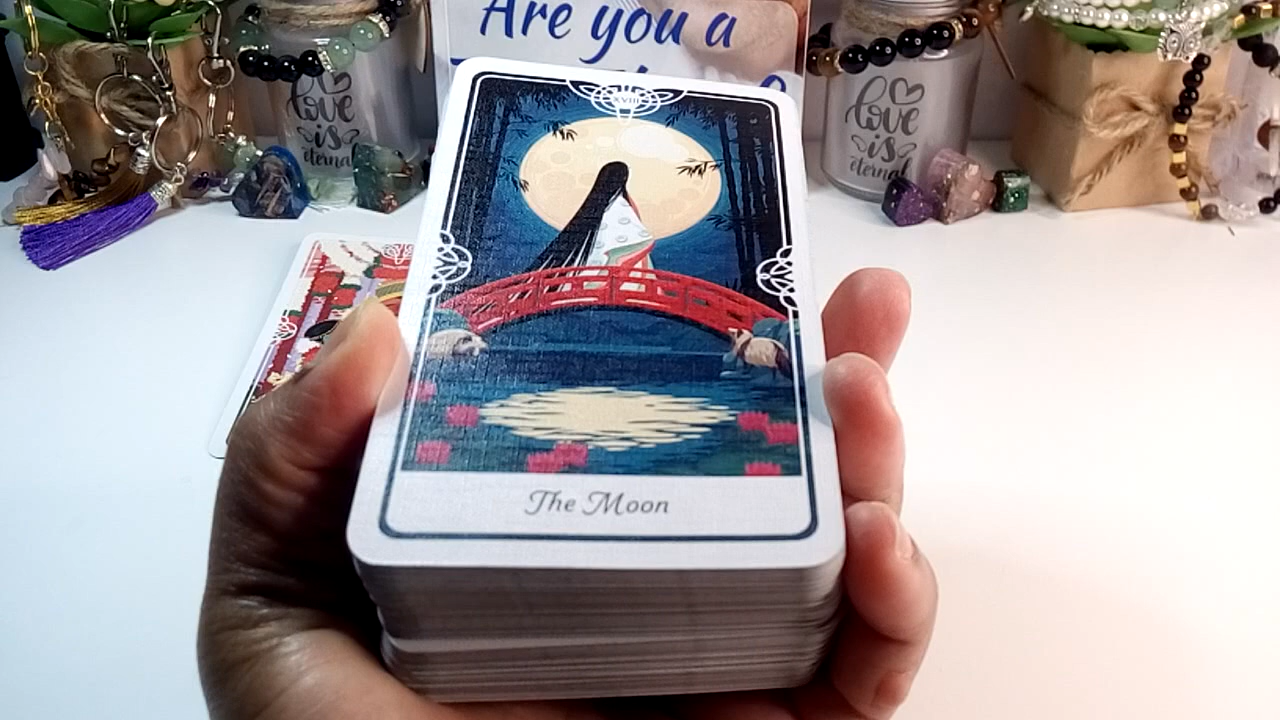 Are you a
love
is
eternal
love
is
eternal
XVIII
The Moon